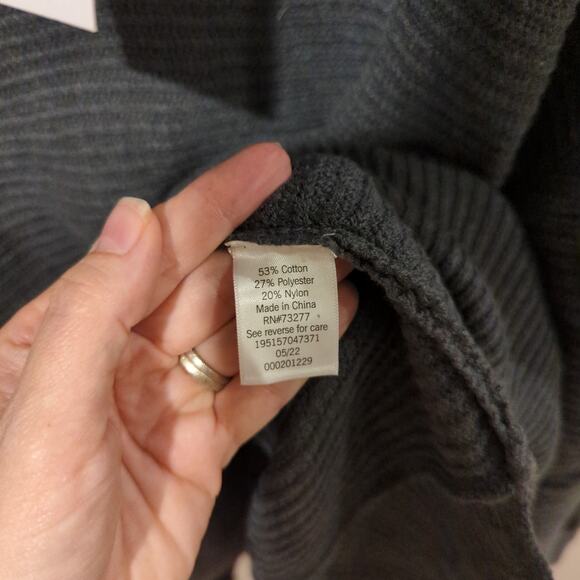 53% Cotton
27% Polyester
20% Nylon
Made in China
RN#73277
See reverse for care
195157047371
05/22
000201229